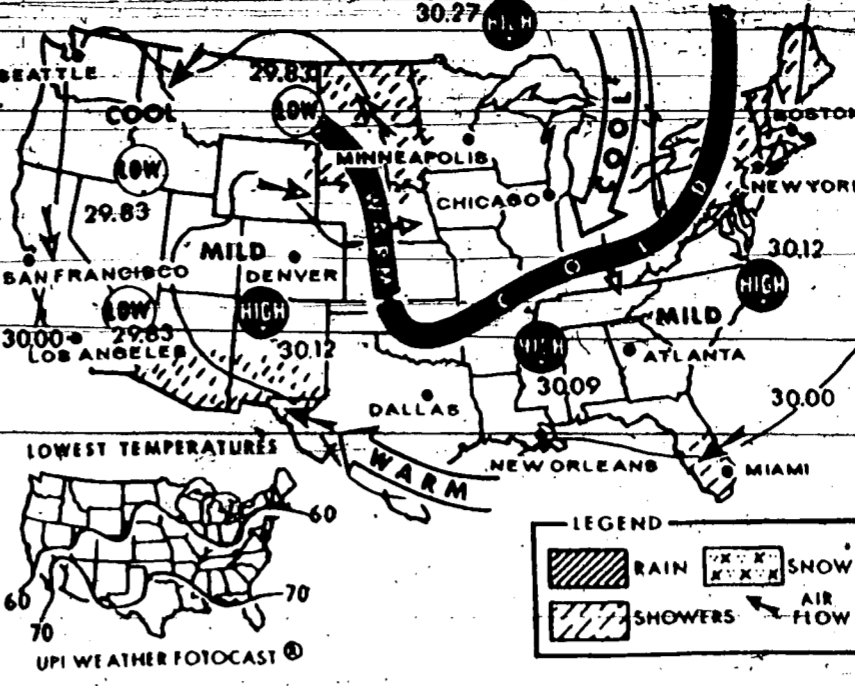 30.27 HIGH
SEATTLE
29.83
LOW
COOL
COOL
BOSTON
MINNEAPOLIS
LOW
WARM
CHICAGO
NEW YORK
29.83
COLD
MILD
30.12
SAN FRANCISCO
DENVER
HIGH
LOW
HIGH
MILD
30.00
29.83
HIGH
LOS ANGELES
30.12
ATLANTA
30.09
DALLAS
30.00
WARM
NEW ORLEANS
MIAMI
LOWEST TEMPERATURES
60
60
70
70
UPI WEATHER FOTOCAST ®
LEGEND
RAIN
SNOW
SHOWERS
AIR
FLOW